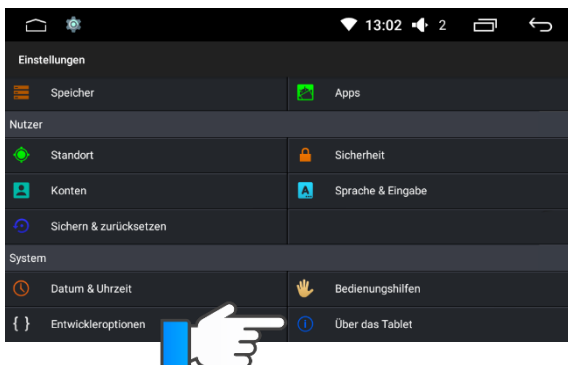 13:02 2
Einstellungen
Speicher Apps
Nutzer
Standort Sicherheit
Konten Sprache & Eingabe
Sichern & zurücksetzen
System
Datum & Uhrzeit Bedienungshilfen
{ } Entwickleroptionen Über das Tablet